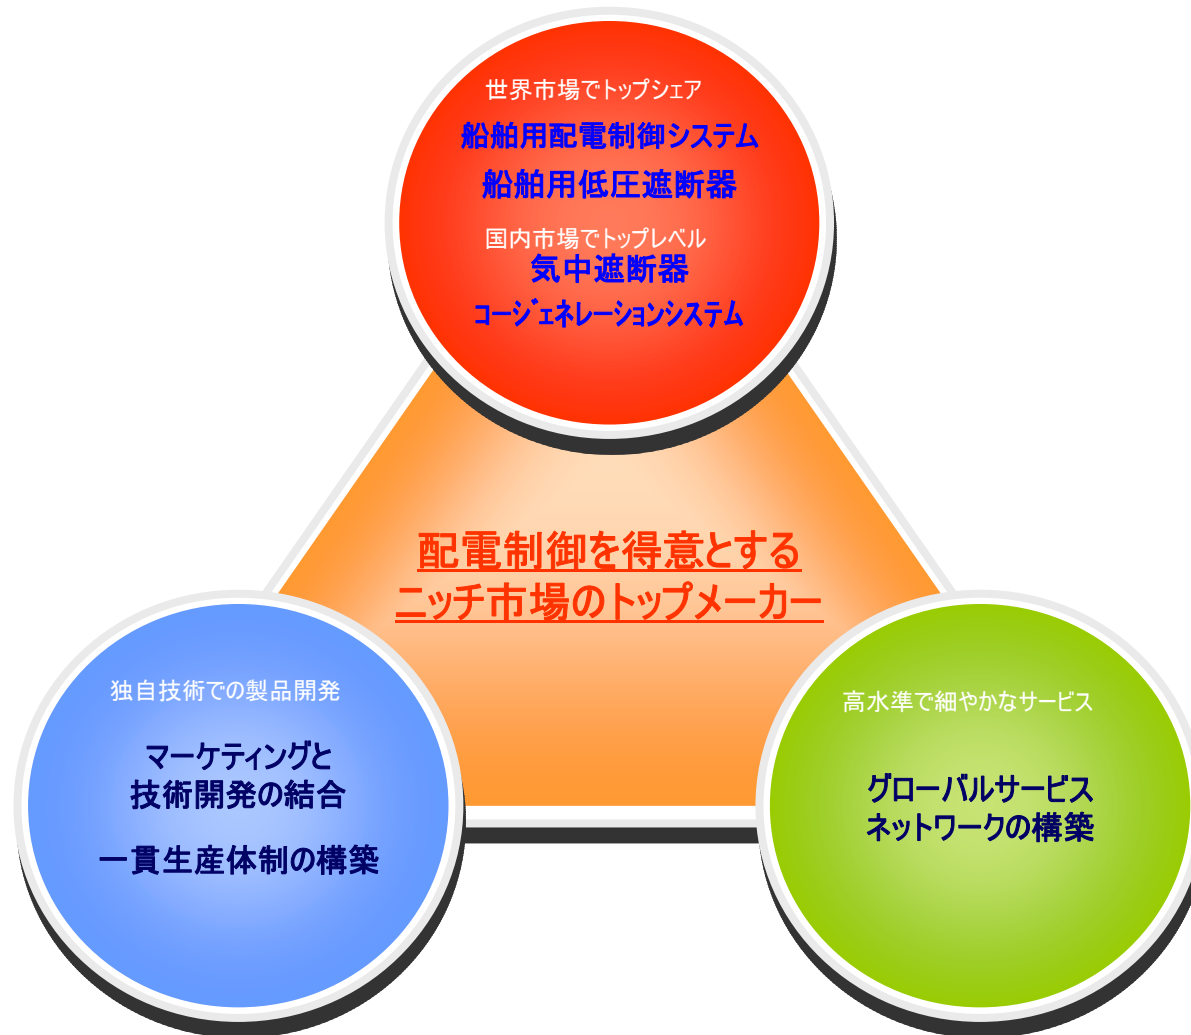 世界市場でトップシェア
船舶用配電制御システム
船舶用低圧遮断器
国内市場でトップレベル
気中遮断器
コージェネレーションシステム
配電制御を得意とする
ニッチ市場のトップメーカー
独自技術での製品開発
マーケティングと
技術開発の結合
一貫生産体制の構築
高水準で細やかなサービス
グローバルサービス
ネットワークの構築